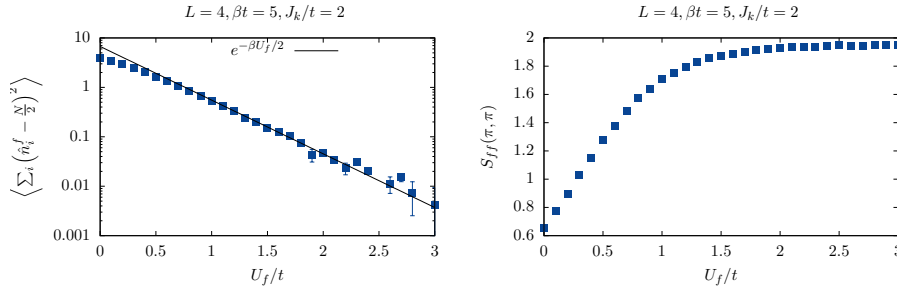 L = 4, βt = 5, J_k/t = 2
e^{−βU_f/2}
⟨∑_i (n̂_i^f − N/2)^2⟩
10
1
0.1
0.01
0.001
0 0.5 1 1.5 2 2.5 3
U_f/t
L = 4, βt = 5, J_k/t = 2
S_{ff}(π, π)
2
1.8
1.6
1.4
1.2
1
0.8
0.6
0 0.5 1 1.5 2 2.5 3
U_f/t